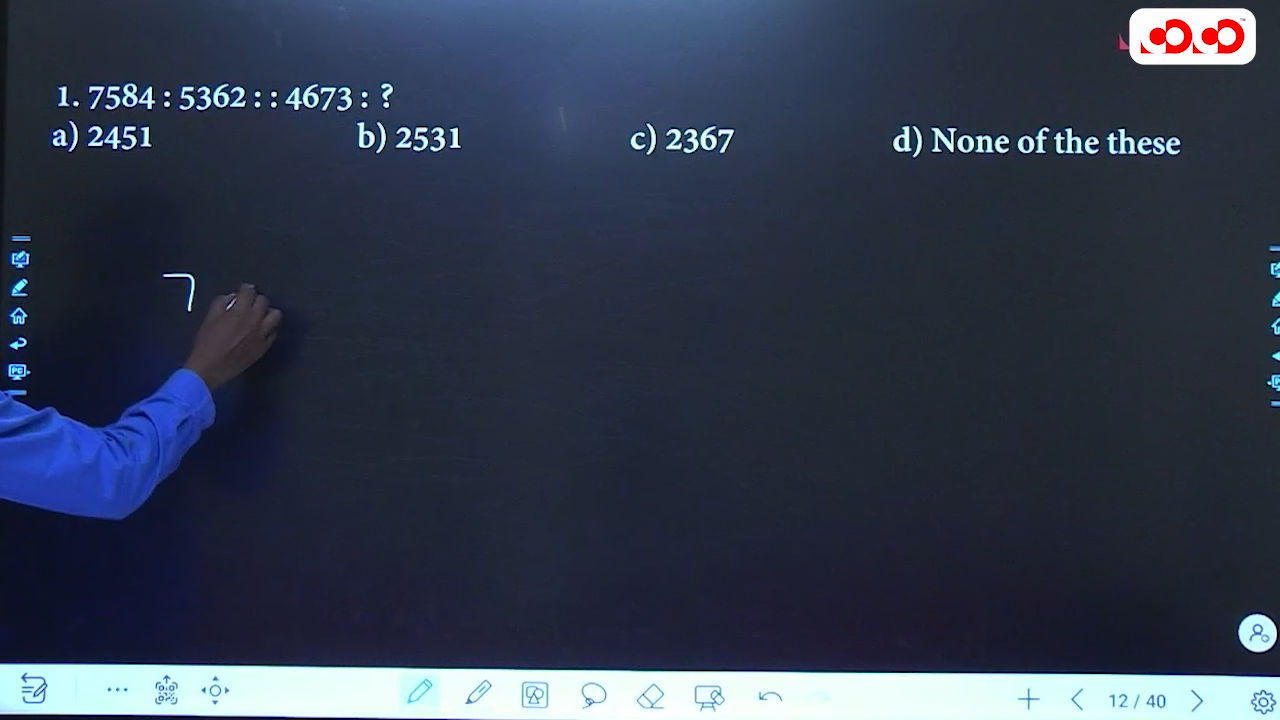 1. 7584 : 5362 : : 4673 : ?
a) 2451 b) 2531 c) 2367 d) None of the these
7
12 / 40